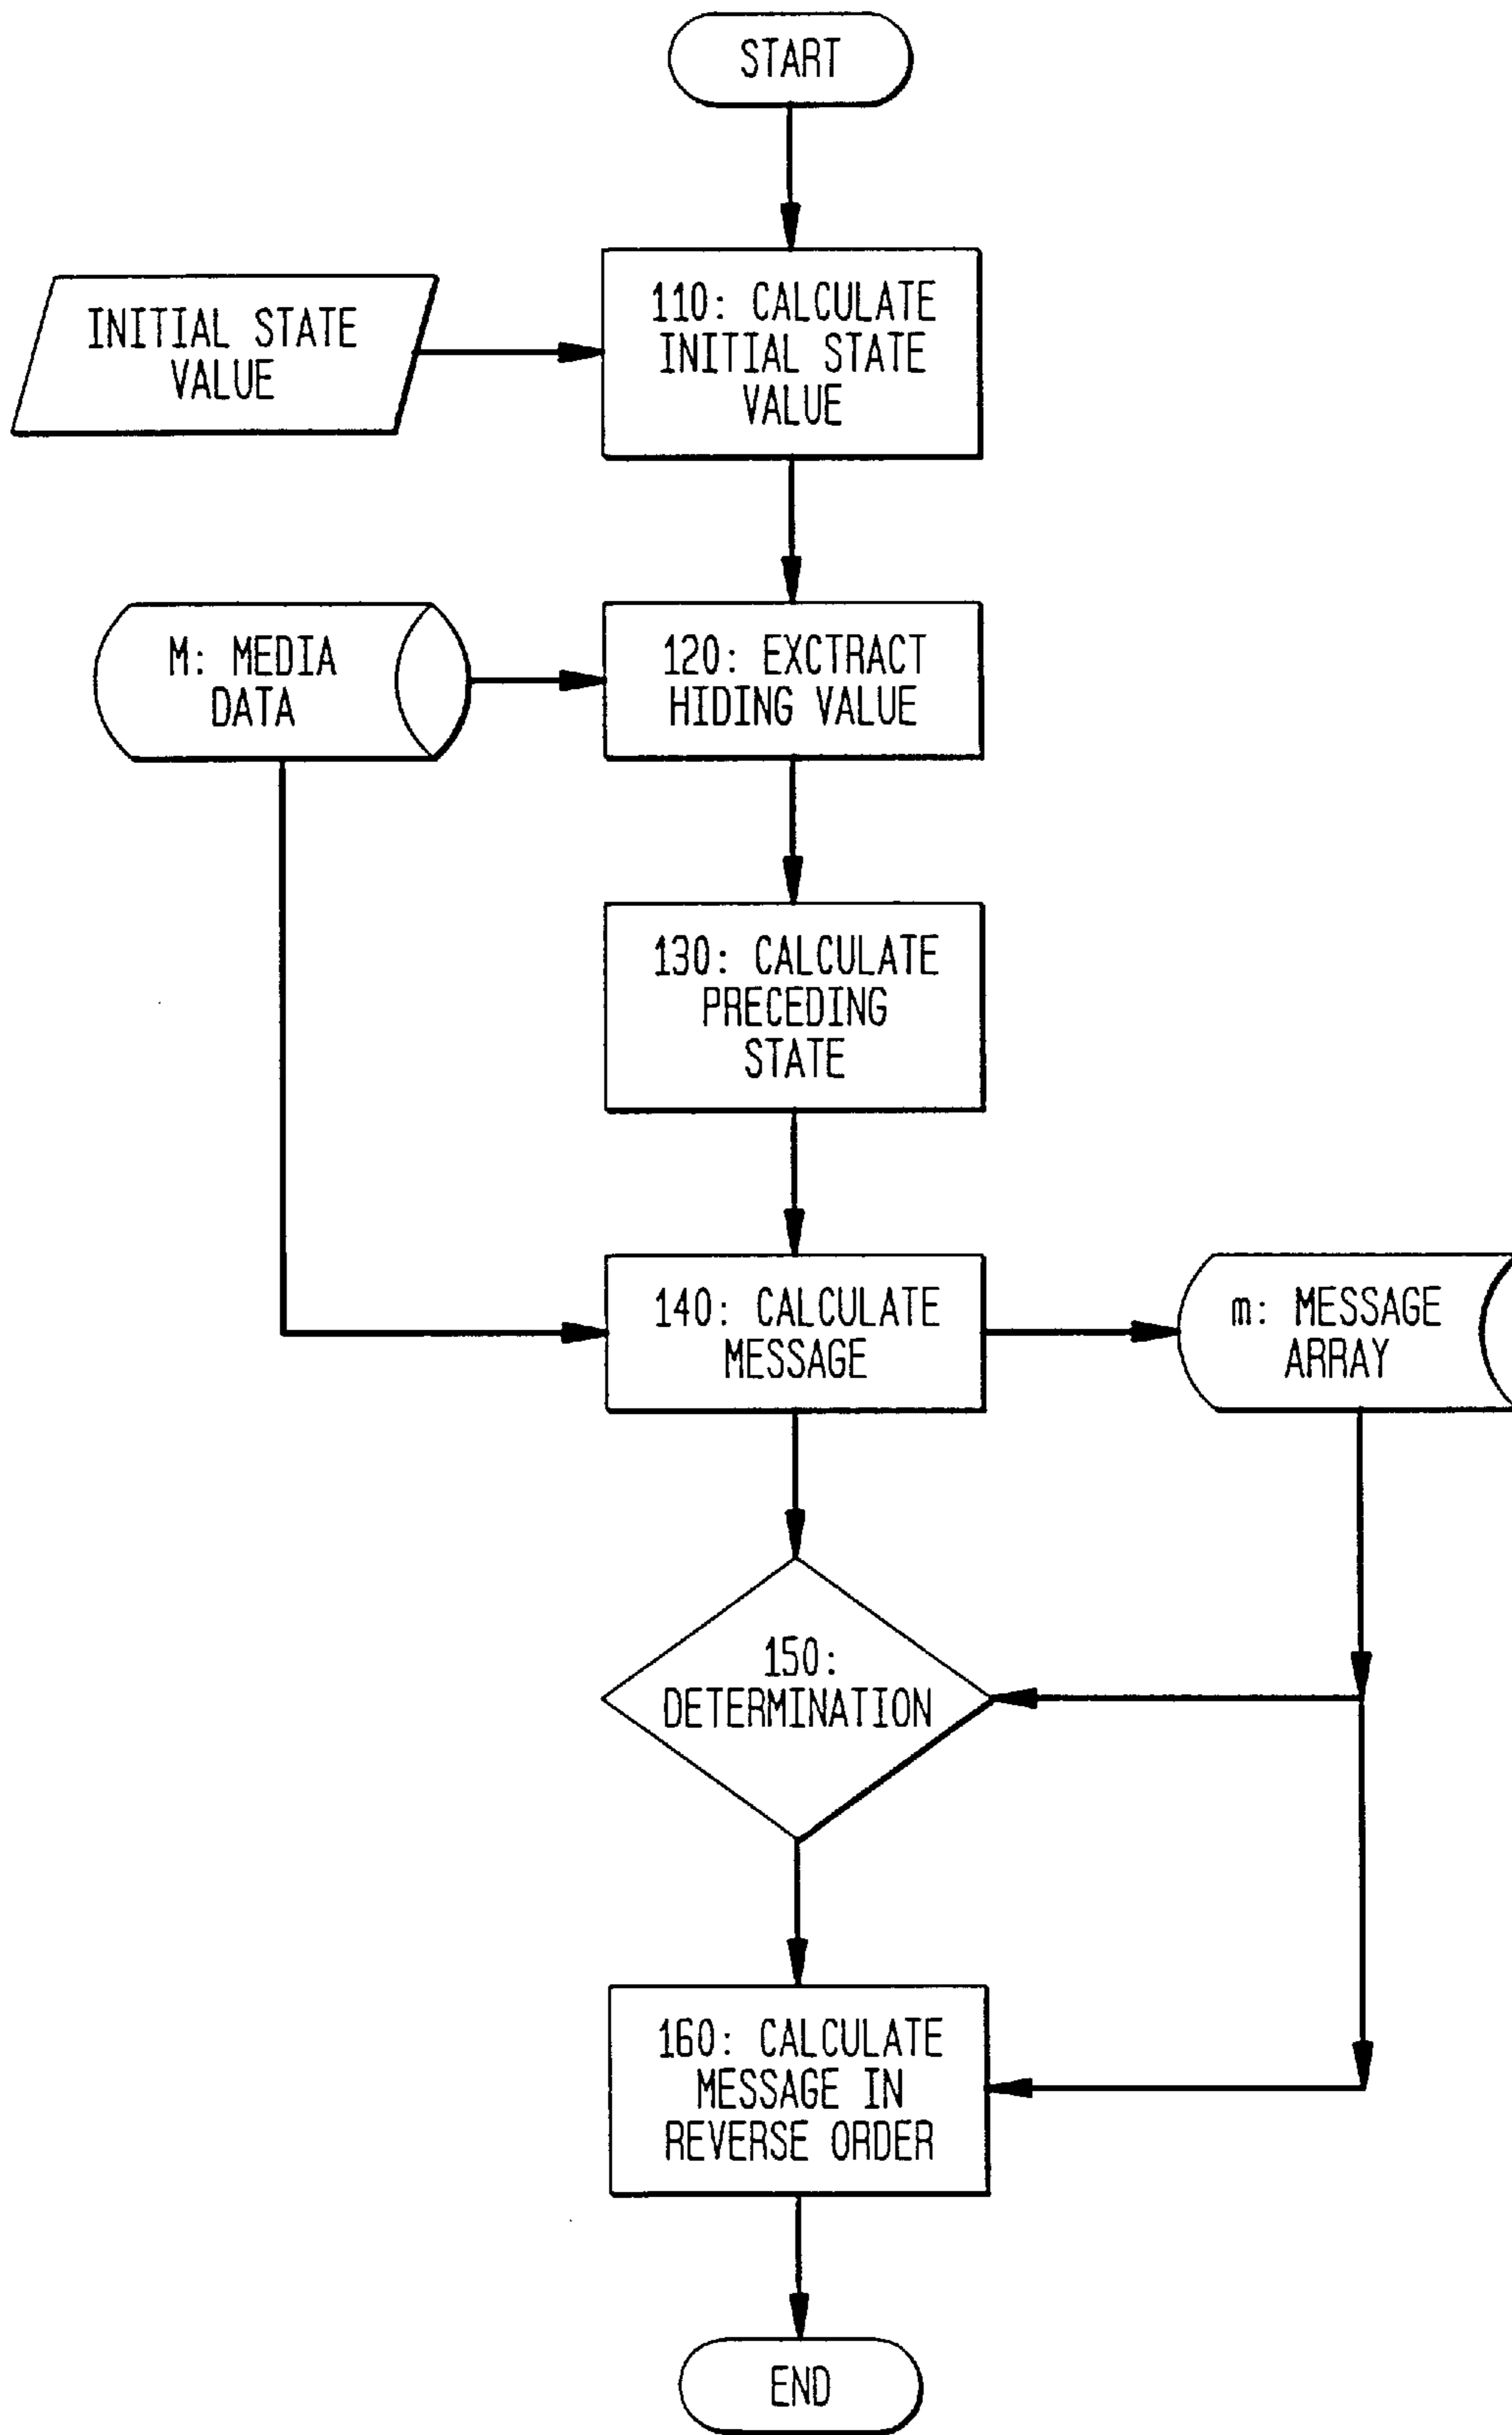 START
INITIAL STATE
VALUE
110: CALCULATE
INITIAL STATE
VALUE
M: MEDIA
DATA
120: EXCTRACT
HIDING VALUE
130: CALCULATE
PRECEDING
STATE
140: CALCULATE
MESSAGE
m: MESSAGE
ARRAY
150:
DETERMINATION
160: CALCULATE
MESSAGE IN
REVERSE ORDER
END